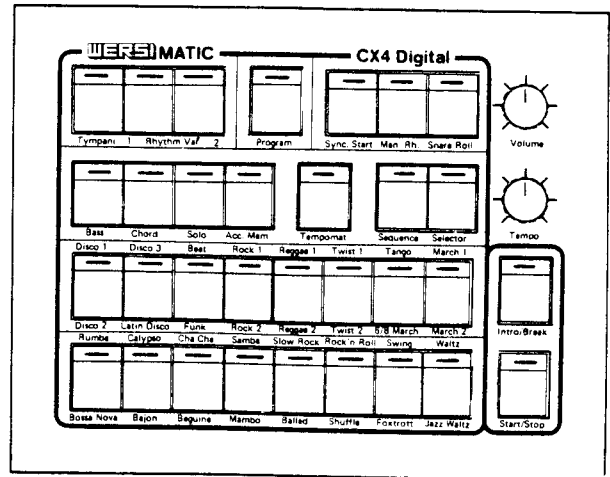 WERSIMATIC CX4 Digital
Tympani 1 Rhythm Var. 2 Program Sync. Start Man. Rh. Snare Roll Volume
Bass Chord Solo Acc. Mem Tempomat Sequence Selector Tempo
Disco 1 Disco 3 Beat Rock 1 Reggae 1 Twist 1 Tango March 1
Disco 2 Latin Disco Funk Rock 2 Reggae 2 Twist 2 6/8 March March 2 Intro/Break
Rumba Calypso Cha Cha Samba Slow Rock Rock'n Roll Swing Waltz
Bossa Nova Bajon Beguine Mambo Balled Shuffle Foxtrott Jazz Waltz Start/Stop